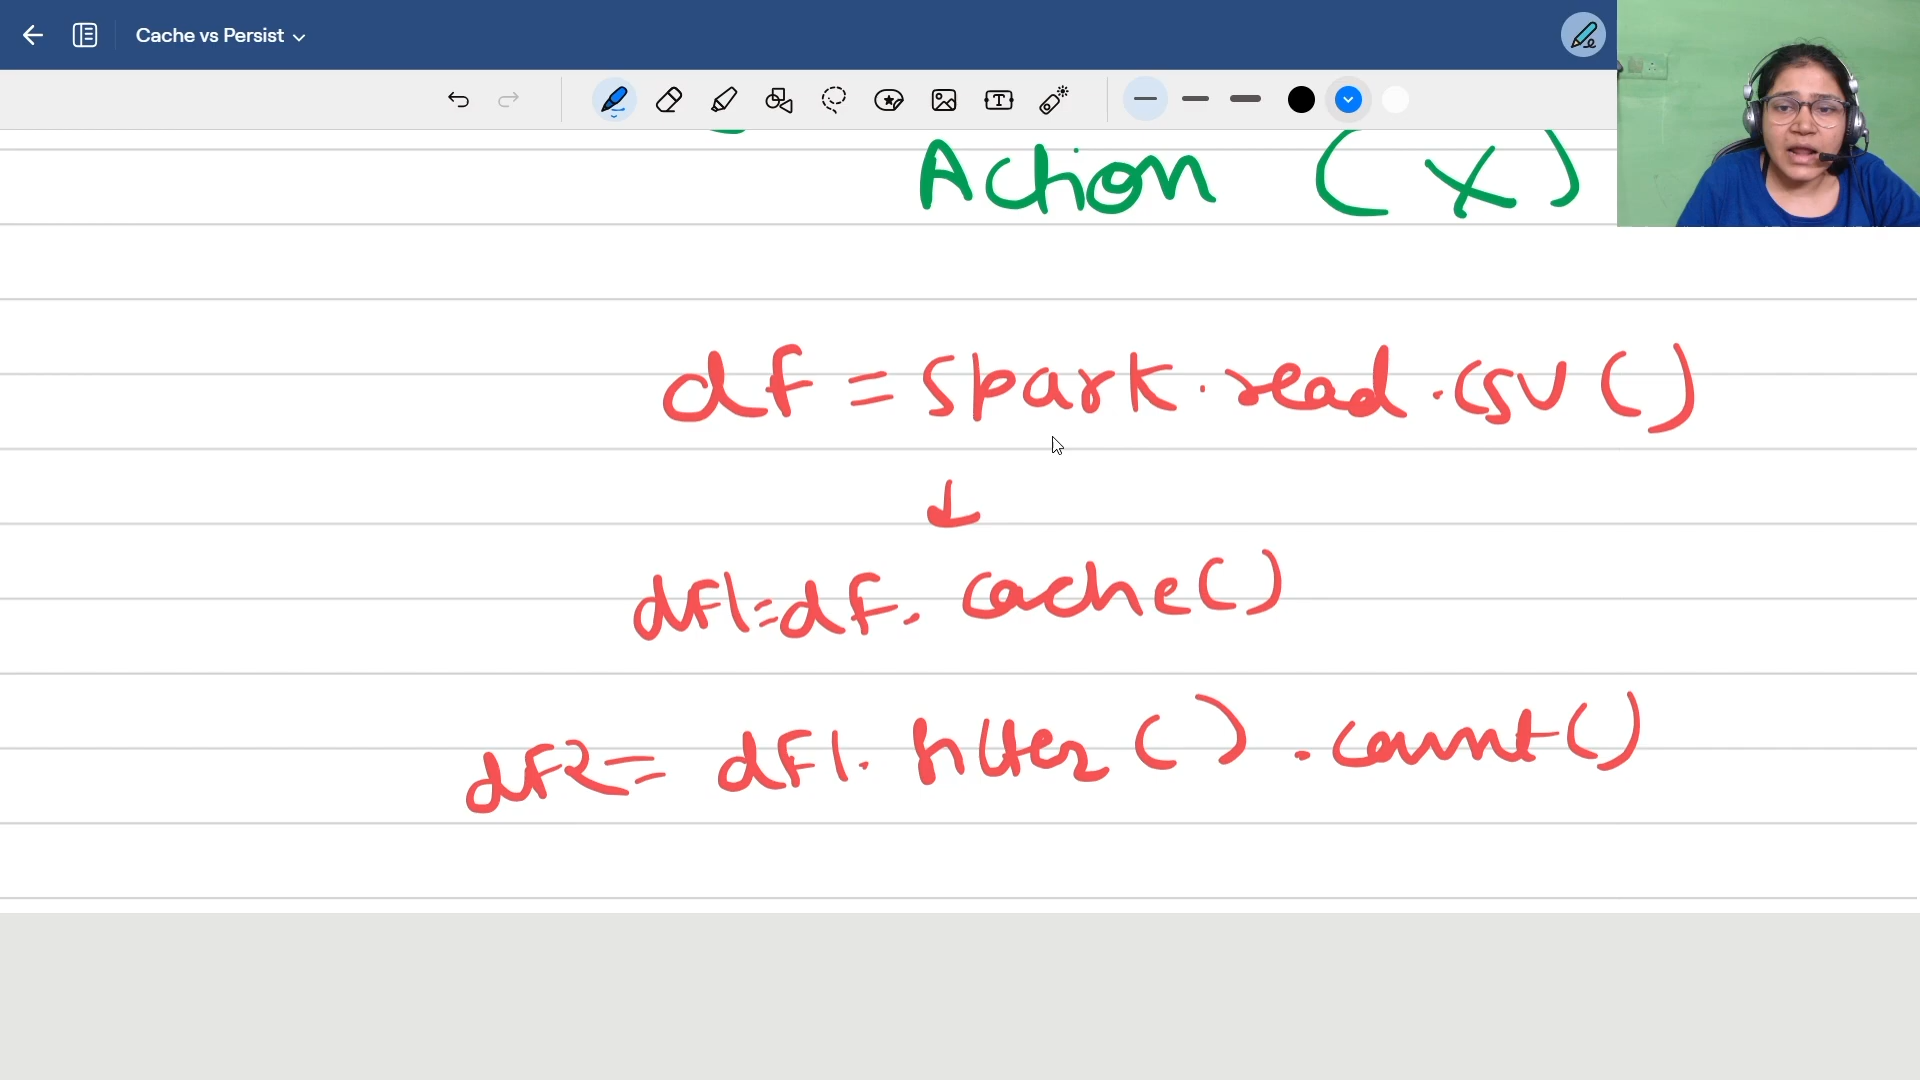 Cache vs Persist
Action (x)
df = spark.read.csv()
↓
df1=df.cache()
df2= df1.filter().count()